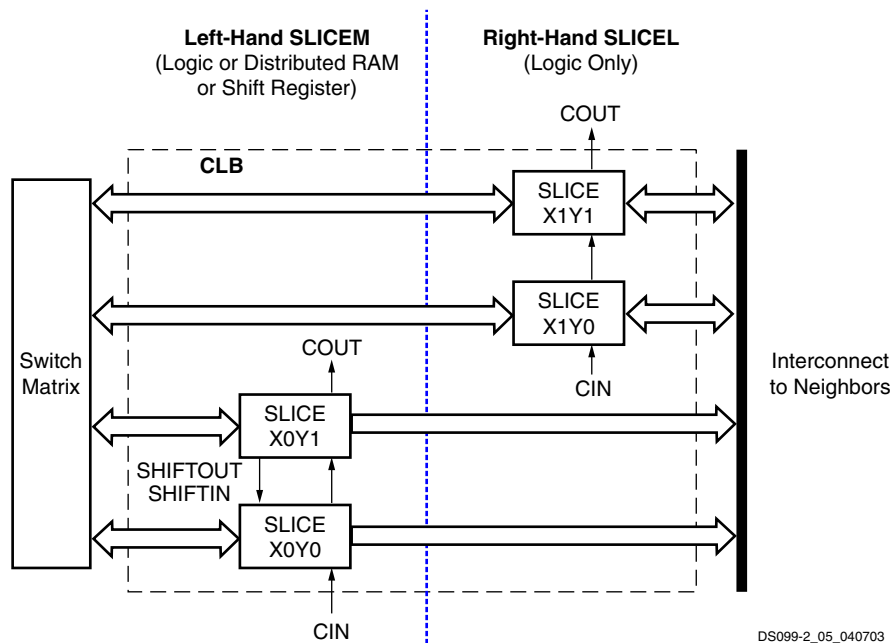 Left-Hand SLICEM
(Logic or Distributed RAM
or Shift Register)
Right-Hand SLICEL
(Logic Only)
COUT
CLB
SLICE
X1Y1
SLICE
X1Y0
COUT
CIN
Switch
Matrix
Interconnect
to Neighbors
SLICE
X0Y1
SHIFTOUT
SHIFTIN
SLICE
X0Y0
CIN
DS099-2_05_040703